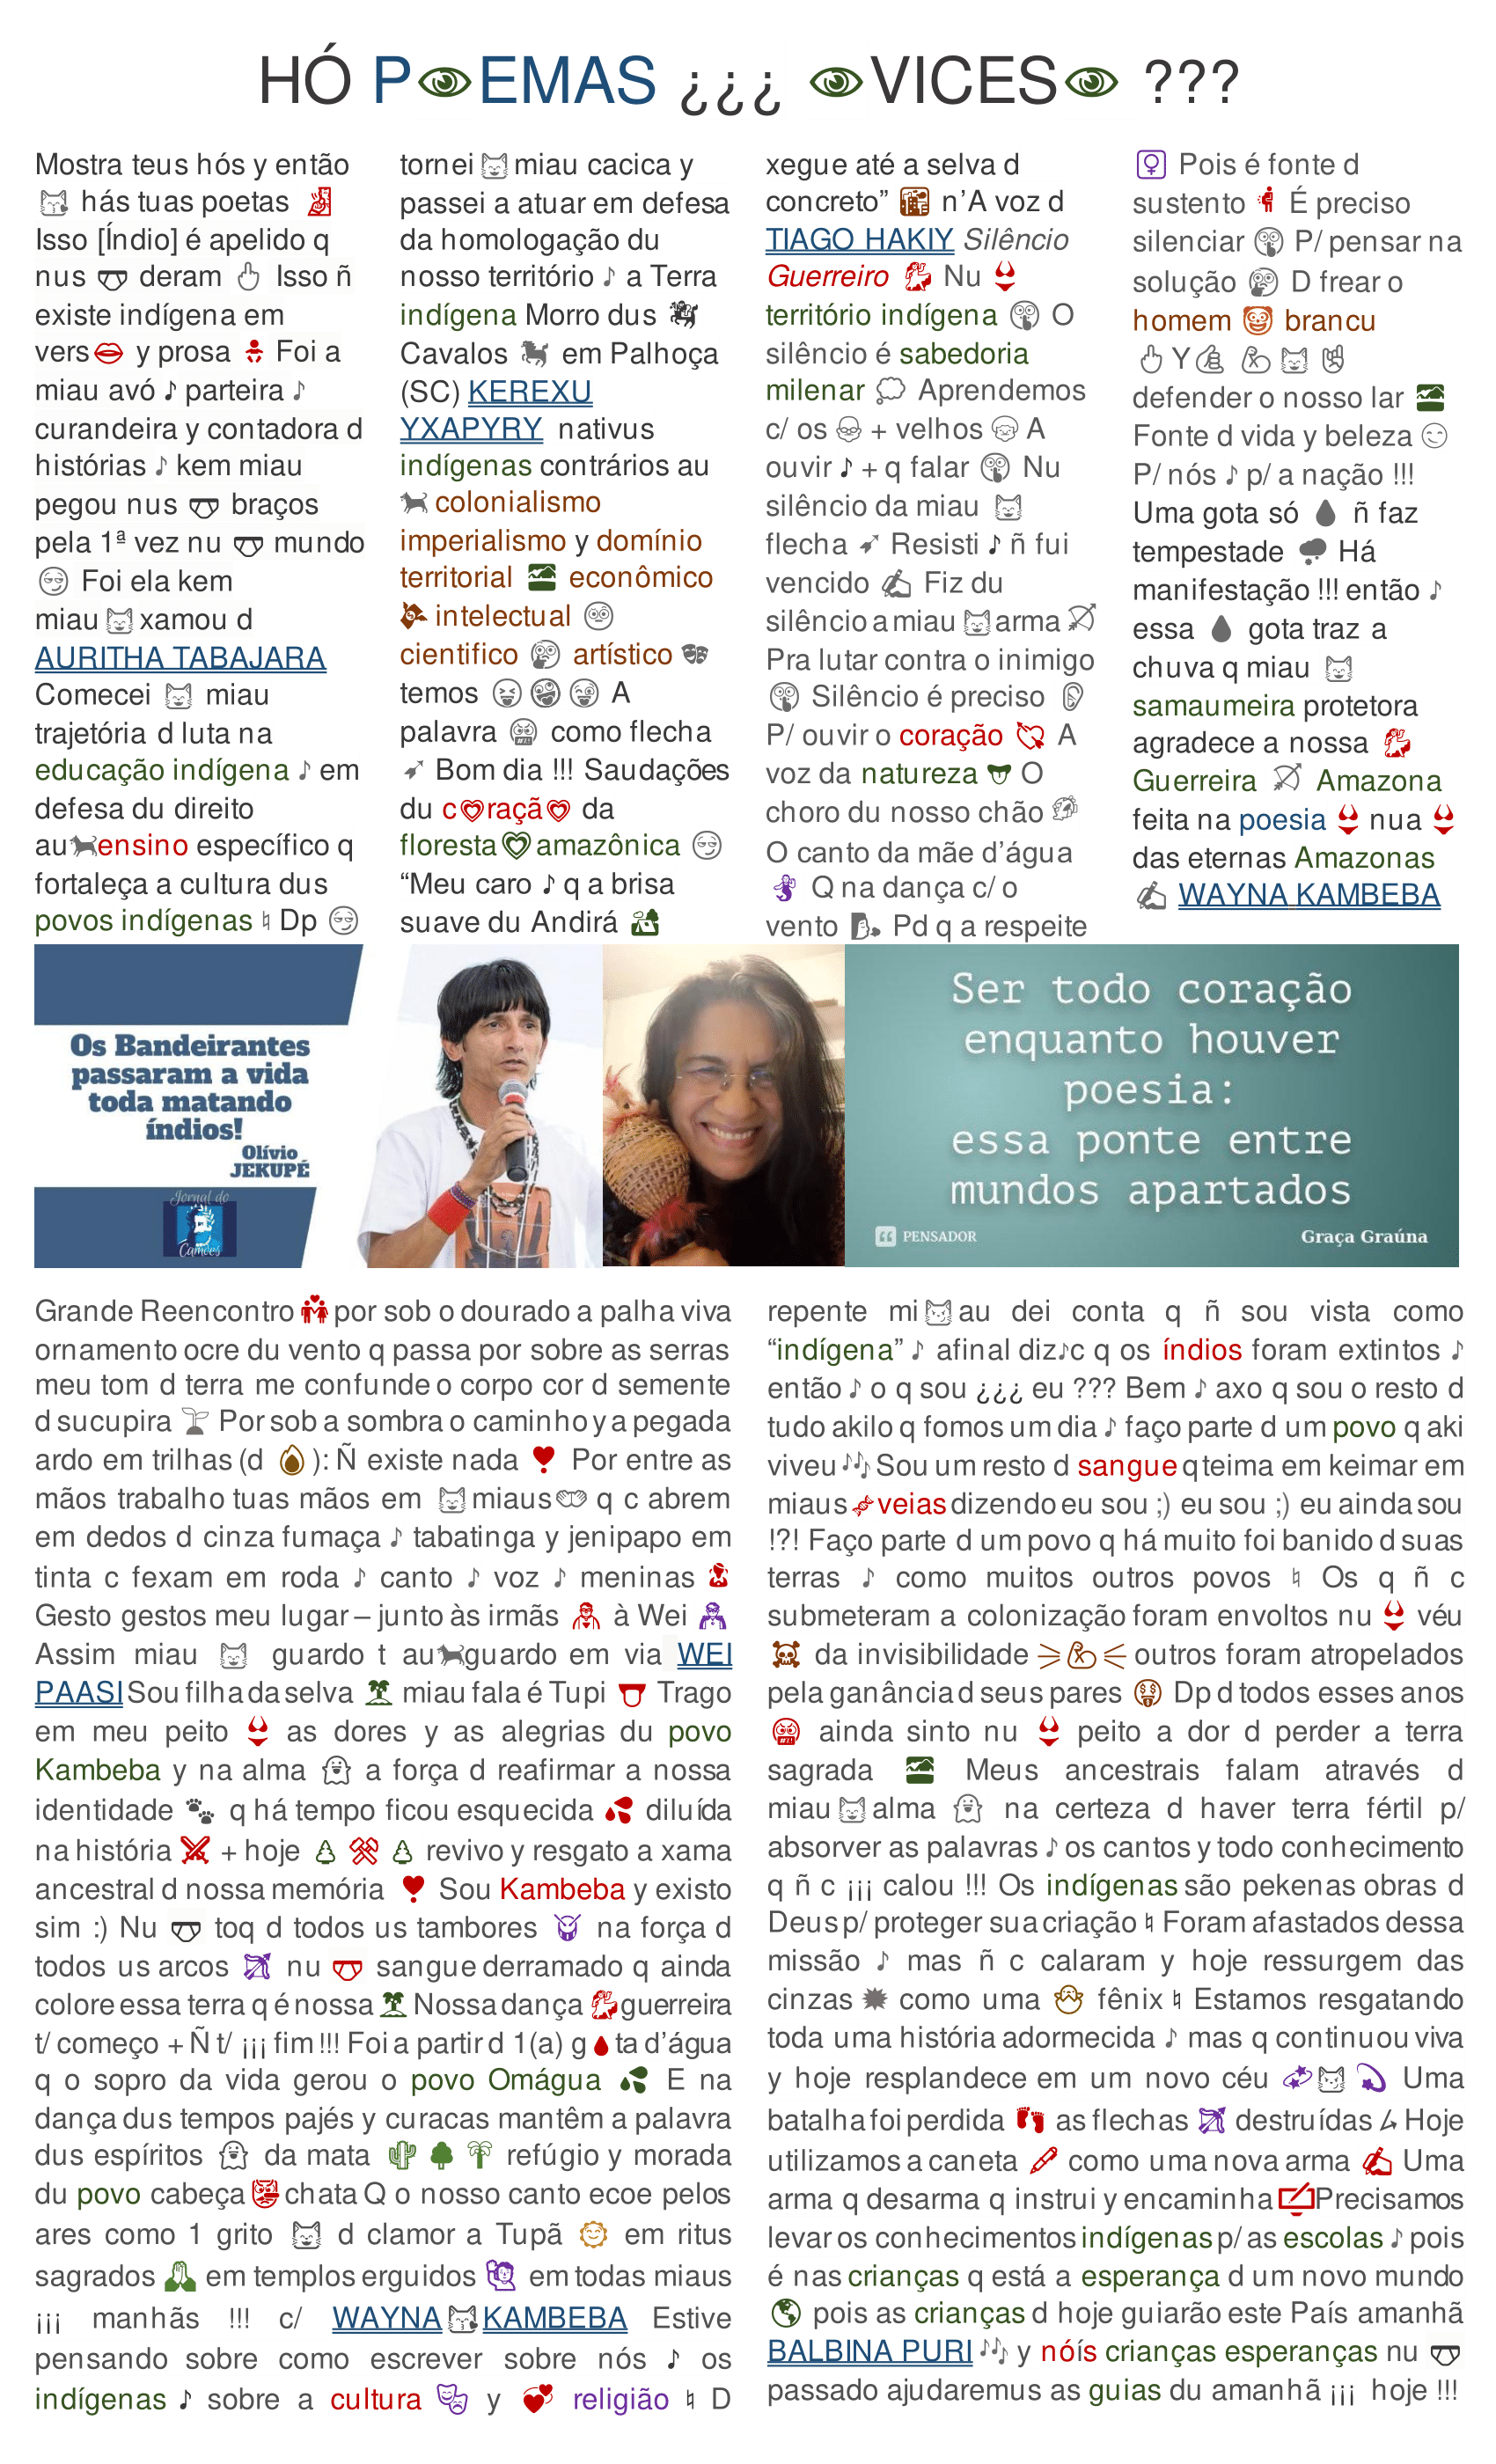 HÓ P👁EMAS ¿¿¿ 👁VICES👁 ???
Mostra teus hós y então
😽 hás tuas poetas
Isso [Índio] é apelido q
nus 🩲 deram 🖕 Isso ñ
existe indígena em
vers👄 y prosa 🚼 Foi a
miau avó ♪ parteira ♪
curandeira y contadora d
histórias ♪ kem miau
pegou nus 🩲 braços
pela 1ª vez nu 🩲 mundo
😏 Foi ela kem
miau😺xamou d
AURITHA TABAJARA
Comecei 😺 miau
trajetória d luta na
educação indígena ♪ em
defesa du direito
au🐕ensino específico q
fortaleça a cultura dus
povos indígenas ♮ Dp 😏
tornei 😺 miau cacica y
passei a atuar em defesa
da homologação du
nosso território ♪ a Terra
indígena Morro dus 🏇
Cavalos 🐎 em Palhoça
(SC) KEREXU
YXAPYRY nativus
indígenas contrários au
🐕 colonialismo
imperialismo y domínio
territorial 🏞 econômico
💸 intelectual 🙄
cientifico 🤔 artístico 🎭
temos 😝🤪😜 A
palavra 🤬 como flecha
➶ Bom dia !!! Saudações
du c💗raçã💗 da
floresta💗amazônica 😏
“Meu caro ♪ q a brisa
suave du Andirá 🏞
xegue até a selva d
concreto” 🏙 n’A voz d
TIAGO HAKIY Silêncio
Guerreiro 💃 Nu 👙
território indígena 🤫 O
silêncio é sabedoria
milenar 💭 Aprendemos
c/ os 👴 + velhos 👵 A
ouvir ♪ + q falar 🤫 Nu
silêncio da miau 😺
flecha ➶ Resisti ♪ ñ fui
vencido ✍ Fiz du
silêncio a miau 😺arma 🏹
Pra lutar contra o inimigo
🤫 Silêncio é preciso 👂
P/ ouvir o coração 💘 A
voz da natureza 👅 O
choro du nosso chão
O canto da mãe d’água
🧜 Q na dança c/ o
vento 🌬 Pd q a respeite
♀ Pois é fonte d
sustento É preciso
silenciar 🤫 P/ pensar na
solução 🤔 D frear o
homem 🤡 brancu
🖕 Y
defender o nosso lar 🏞
Fonte d vida y beleza 😉
P/ nós ♪ p/ a nação !!!
Uma gota só 💧 ñ faz
tempestade 🌩 Há
manifestação !!! então ♪
essa 💧 gota traz a
chuva q miau 😺
samaumeira protetora
agradece a nossa 💃
Guerreira 🏹 Amazona
feita na poesia 👙 nua 👙
das eternas Amazonas
✍ WAYNA KAMBEBA
Os Bandeirantes
passaram a vida
toda matando
índios!
Olívio
JEKUPÉ
Jornal do
Camões
Ser todo coração
enquanto houver
poesia:
essa ponte entre
mundos apartados
PENSADOR
Graça Graúna
Grande Reencontro 💑 por sob o dourado a palha viva
ornamento ocre du vento q passa por sobre as serras
meu tom d terra me confunde o corpo cor d semente
d sucupira 🌱 Por sob a sombra o caminho y a pegada
ardo em trilhas (d 🔥): Ñ existe nada ❣ Por entre as
mãos trabalho tuas mãos em 😺miaus👐 q c abrem
em dedos d cinza fumaça ♪ tabatinga y jenipapo em
tinta c fexam em roda ♪ canto ♪ voz ♪ meninas
Gesto gestos meu lugar – junto às irmãs à Wei
Assim miau 😺 guardo t au🐕guardo em via WEI
PAASI Sou filha da selva 🏝 miau fala é Tupi 👅 Trago
em meu peito 👙 as dores y as alegrias du povo
Kambeba y na alma 👻 a força d reafirmar a nossa
identidade 🐾 q há tempo ficou esquecida 💦 diluída
na história ⚔ + hoje 🌲 ⚒ 🌲 revivo y resgato a xama
ancestral d nossa memória ❣ Sou Kambeba y existo
sim :) Nu 🩲 toq d todos us tambores 🥁 na força d
todos us arcos 🏹 nu 🩲 sangue derramado q ainda
colore essa terra q é nossa 🏝 Nossa dança 💃guerreira
t/ começo + Ñ t/ ¡¡¡ fim !!! Foi a partir d 1(a) g💧ta d’água
q o sopro da vida gerou o povo Omágua 💦 E na
dança dus tempos pajés y curacas mantêm a palavra
dus espíritos 👻 da mata 🌵 🌳 🌴 refúgio y morada
du povo cabeça chata Q o nosso canto ecoe pelos
ares como 1 grito 😺 d clamor a Tupã 🌞 em ritus
sagrados 🙏 em templos erguidos em todas miaus
¡¡¡ manhãs !!! c/ WAYNA 😽 KAMBEBA Estive
pensando sobre como escrever sobre nós ♪ os
indígenas ♪ sobre a cultura 🎭 y 💞 religião ♮ D
repente mi😼au dei conta q ñ sou vista como
“indígena” ♪ afinal diz♪c q os índios foram extintos ♪
então ♪ o q sou ¿¿¿ eu ??? Bem ♪ axo q sou o resto d
tudo akilo q fomos um dia ♪ faço parte d um povo q aki
viveu 🎶 Sou um resto d sangue q teima em keimar em
miaus 🧬 veias dizendo eu sou ;) eu sou ;) eu ainda sou
!?! Faço parte d um povo q há muito foi banido d suas
terras ♪ como muitos outros povos ♮ Os q ñ c
submeteram a colonização foram envoltos nu 👙 véu
☠ da invisibilidade outros foram atropelados
pela ganância d seus pares 🤑 Dp d todos esses anos
🤬 ainda sinto nu 👙 peito a dor d perder a terra
sagrada 🏞 Meus ancestrais falam através d
miau 😺 alma 👻 na certeza d haver terra fértil p/
absorver as palavras ♪ os cantos y todo conhecimento
q ñ c ¡¡¡ calou !!! Os indígenas são pekenas obras d
Deus p/ proteger sua criação ♮ Foram afastados dessa
missão ♪ mas ñ c calaram y hoje ressurgem das
cinzas ✹ como uma 🐣 fênix ♮ Estamos resgatando
toda uma história adormecida ♪ mas q continuou viva
y hoje resplandece em um novo céu 💫😼💫 Uma
batalha foi perdida 👣 as flechas 🏹 destruídas Hoje
utilizamos a caneta 🖊 como uma nova arma ✍ Uma
arma q desarma q instrui y encaminha Precisamos
levar os conhecimentos indígenas p/ as escolas ♪ pois
é nas crianças q está a esperança d um novo mundo
🌎 pois as crianças d hoje guiarão este País amanhã
BALBINA PURI 🎶 y nóís crianças esperanças nu 🩲
passado ajudaremus as guias du amanhã ¡¡¡ hoje !!!